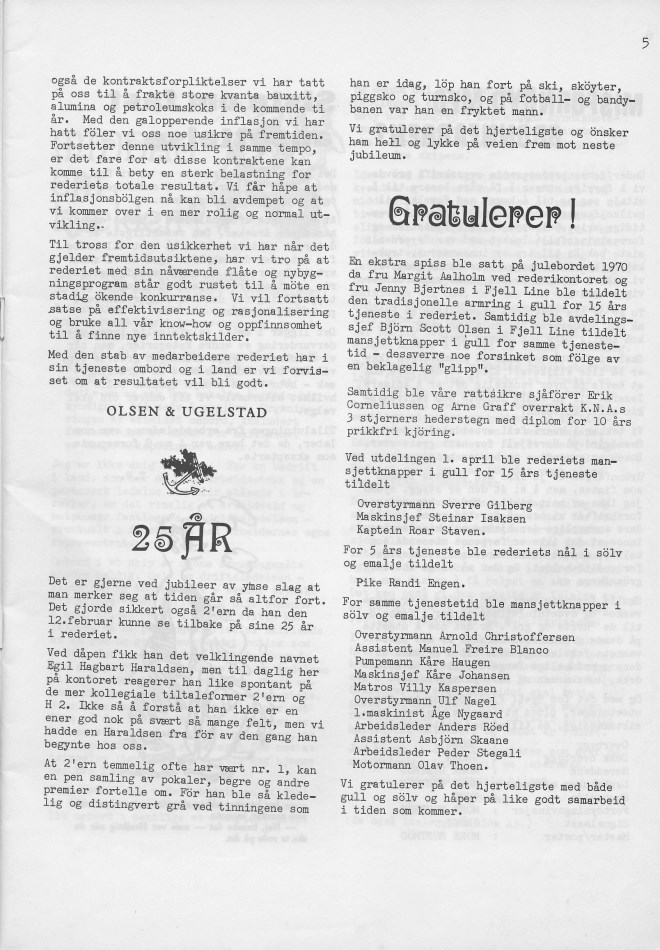 5
også de kontraktsforpliktelser vi har tatt
på oss til å frakte store kvanta bauxitt,
alumina og petroleumskoks i de kommende ti
år. Med den galopperende inflasjon vi har
hatt föler vi oss noe usikre på fremtiden.
Fortsetter denne utvikling i samme tempo,
er det fare for at disse kontraktene kan
komme til å bety en sterk belastning for
rederiets totale resultat. Vi får håpe at
inflasjonsbölgen nå kan bli avdempet og at
vi kommer over i en mer rolig og normal ut-
vikling.-
Til tross for den usikkerhet vi har når det
gjelder fremtidsutsiktene, har vi tro på at
rederiet med sin nåværende flåte og nybyg-
ningsprogram står godt rustet til å möte en
stadig ökende konkurranse. Vi vil fortsatt
satse på effektivisering og rasjonalisering
og bruke all vår know-how og oppfinnsomhet
til å finne nye inntektskilder.
Med den stab av medarbeidere rederiet har i
sin tjeneste ombord og i land er vi forvis-
set om at resultatet vil bli godt.
OLSEN & UGELSTAD
25 ÅR
Det er gjerne ved jubileer av ymse slag at
man merker seg at tiden går så altfor fort.
Det gjorde sikkert også 2'ern da han den
12.februar kunne se tilbake på sine 25 år
i rederiet.
Ved dåpen fikk han det velklingende navnet
Egil Hagbart Haraldsen, men til daglig her
på kontoret reagerer han like spontant på
de mer kollegiale tiltaleformer 2'ern og
H 2. Ikke så å forstå at han ikke er en
ener god nok på svært så mange felt, men vi
hadde en Haraldsen fra för av den gang han
begynte hos oss.
At 2'ern temmelig ofte har vært nr. 1, kan
en pen samling av pokaler, begre og andre
premier fortelle om. För han ble så klede-
lig og distingvert grå ved tinningene som
han er idag, löp han fort på ski, sköyter,
piggsko og turnsko, og på fotball- og bandy-
banen var han en fryktet mann.
Vi gratulerer på det hjerteligste og önsker
ham hell og lykke på veien frem mot neste
jubileum.
Gratulerer!
En ekstra spiss ble satt på julebordet 1970
da fru Margit Aalholm ved rederikontoret og
fru Jenny Bjertnes i Fjell Line ble tildelt
den tradisjonelle armring i gull for 15 års
tjeneste i rederiet. Samtidig ble avdelings-
sjef Björn Scott Olsen i Fjell Line tildelt
mansjettknapper i gull for samme tjeneste-
tid - dessverre noe forsinket som fölge av
en beklagelig "glipp".
Samtidig ble våre rattsikre sjåförer Erik
Corneliussen og Arne Graff overrakt K.N.A.s
3 stjerners hederstegn med diplom for 10 års
prikkfri kjöring.
Ved utdelingen 1. april ble rederiets man-
sjettknapper i gull for 15 års tjeneste
tildelt
Overstyrmann Sverre Gilberg
Maskinsjef Steinar Isaksen
Kaptein Roar Staven.
For 5 års tjeneste ble rederiets nål i sölv
og emalje tildelt
Pike Randi Engen.
For samme tjenestetid ble mansjettknapper i
sölv og emalje tildelt
Overstyrmann Arnold Christoffersen
Assistent Manuel Freire Blanco
Pumpemann Kåre Haugen
Maskinsjef Kåre Johansen
Matros Villy Kaspersen
Overstyrmann Ulf Nagel
1.maskinist Åge Nygaard
Arbeidsleder Anders Röed
Assistent Asbjörn Skaane
Arbeidsleder Peder Stegali
Motormann Olav Thoen.
Vi gratulerer på det hjerteligste med både
gull og sölv og håper på like godt samarbeid
i tiden som kommer.